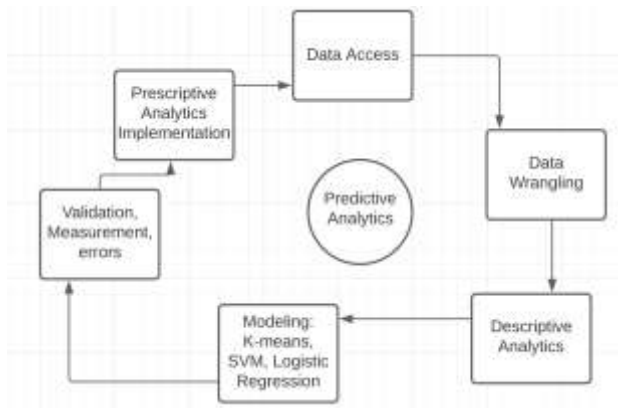 Data Access
Prescriptive
Analytics
Implementation
Data
Wrangling
Predictive
Analytics
Validation,
Measurement,
errors
Modeling:
K-means,
SVM, Logistic
Regression
Descriptive
Analytics